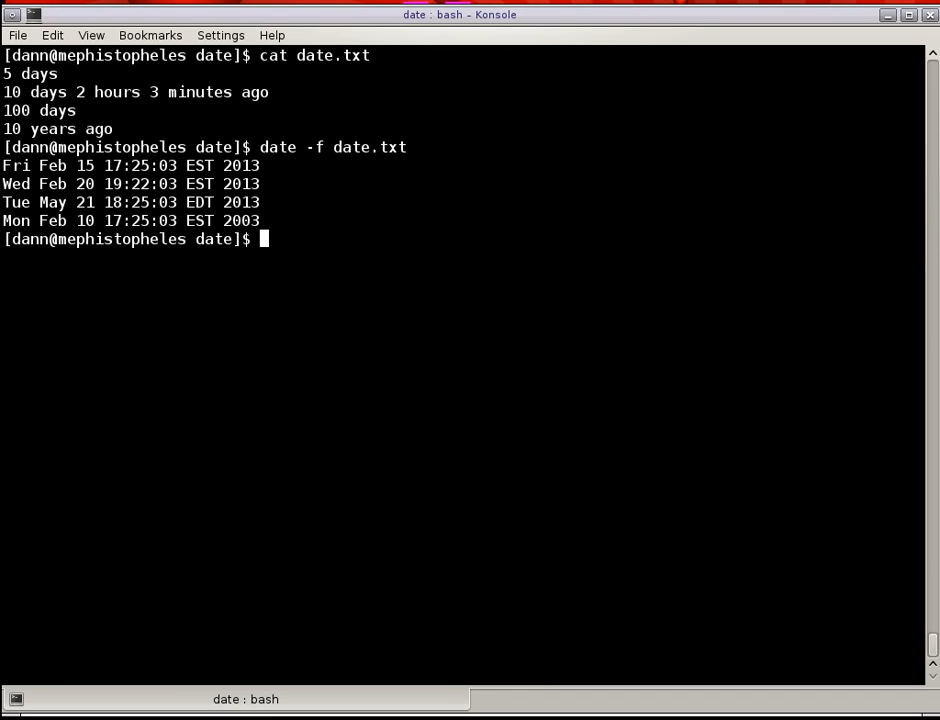 date : bash – Konsole
File Edit View Bookmarks Settings Help
[dann@mephistopheles date]$ cat date.txt
5 days
10 days 2 hours 3 minutes ago
100 days
10 years ago
[dann@mephistopheles date]$ date -f date.txt
Fri Feb 15 17:25:03 EST 2013
Wed Feb 20 19:22:03 EST 2013
Tue May 21 18:25:03 EDT 2013
Mon Feb 10 17:25:03 EST 2003
[dann@mephistopheles date]$
date : bash